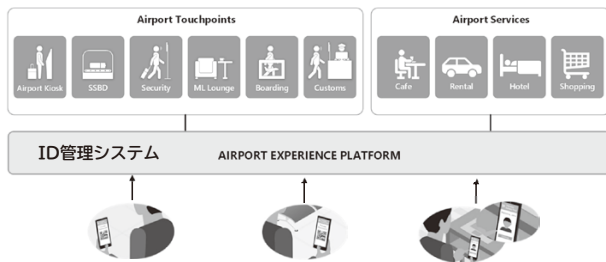 Airport Touchpoints
Airport Services
Airport Kiosk
SSBD
Security
ML Lounge
Boarding
Customs
Cafe
Rental
Hotel
Shopping
ID管理システム
AIRPORT EXPERIENCE PLATFORM